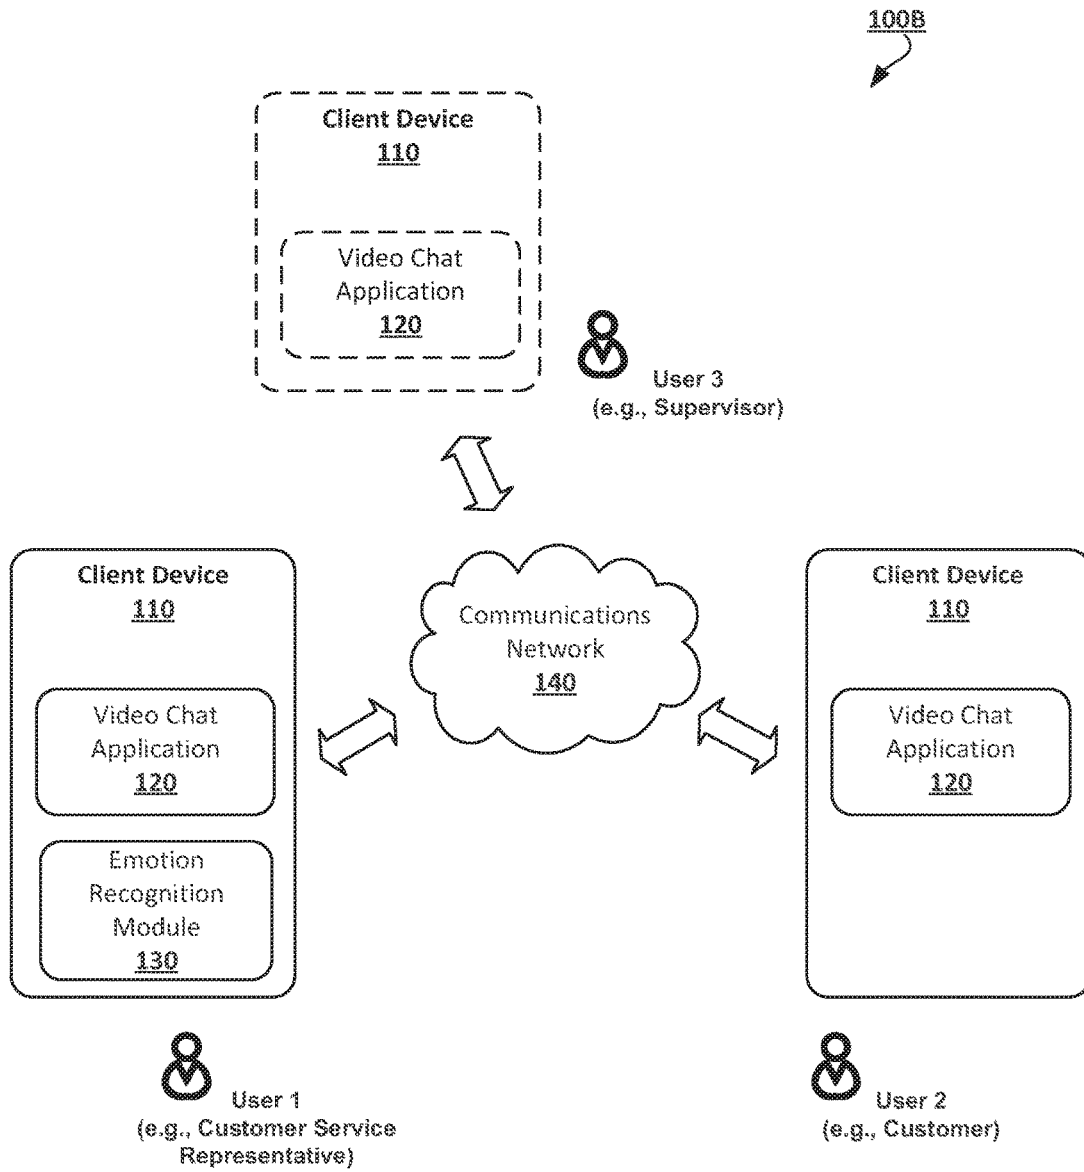 100B
Client Device
110
Video Chat
Application
120
User 3
(e.g., Supervisor)
Client Device
110
Video Chat
Application
120
Emotion
Recognition
Module
130
User 1
(e.g., Customer Service
Representative)
Communications
Network
140
Client Device
110
Video Chat
Application
120
User 2
(e.g., Customer)